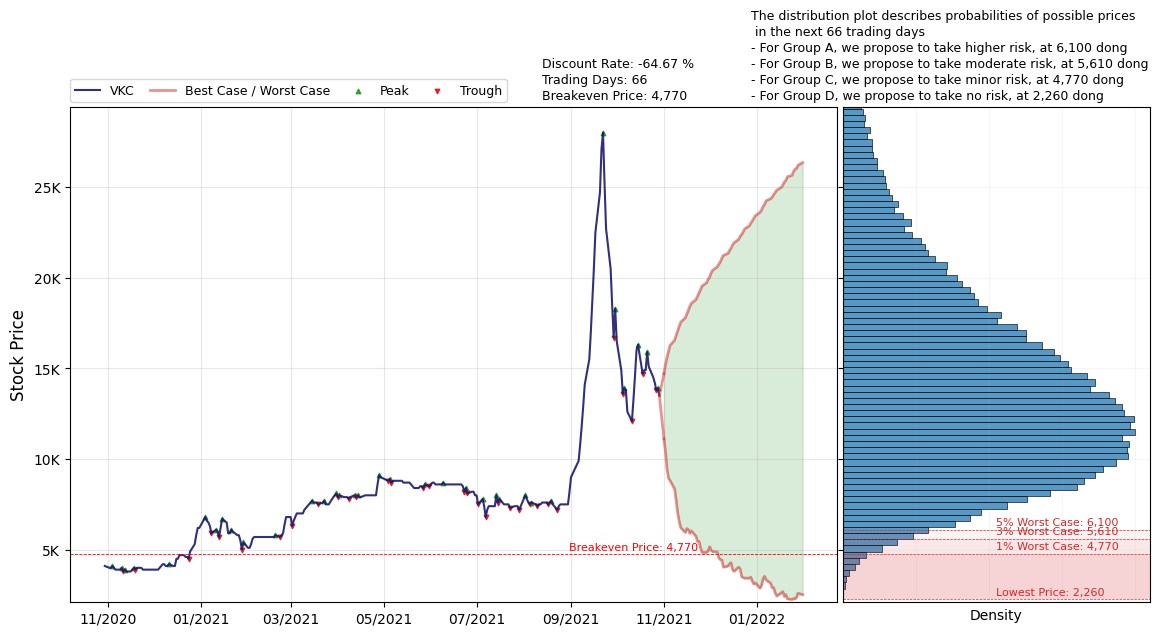 The distribution plot describes probabilities of possible prices
in the next 66 trading days
- For Group A, we propose to take higher risk, at 6,100 dong
- For Group B, we propose to take moderate risk, at 5,610 dong
- For Group C, we propose to take minor risk, at 4,770 dong
- For Group D, we propose to take no risk, at 2,260 dong
Discount Rate: -64.67 %
Trading Days: 66
Breakeven Price: 4,770
VKC
Best Case / Worst Case
Peak
Trough
Stock Price
25K
20K
15K
10K
5K
Breakeven Price: 4,770
11/2020
01/2021
03/2021
05/2021
07/2021
09/2021
11/2021
01/2022
5% Worst Case: 6,100
3% Worst Case: 5,610
1% Worst Case: 4,770
Lowest Price: 2,260
Density